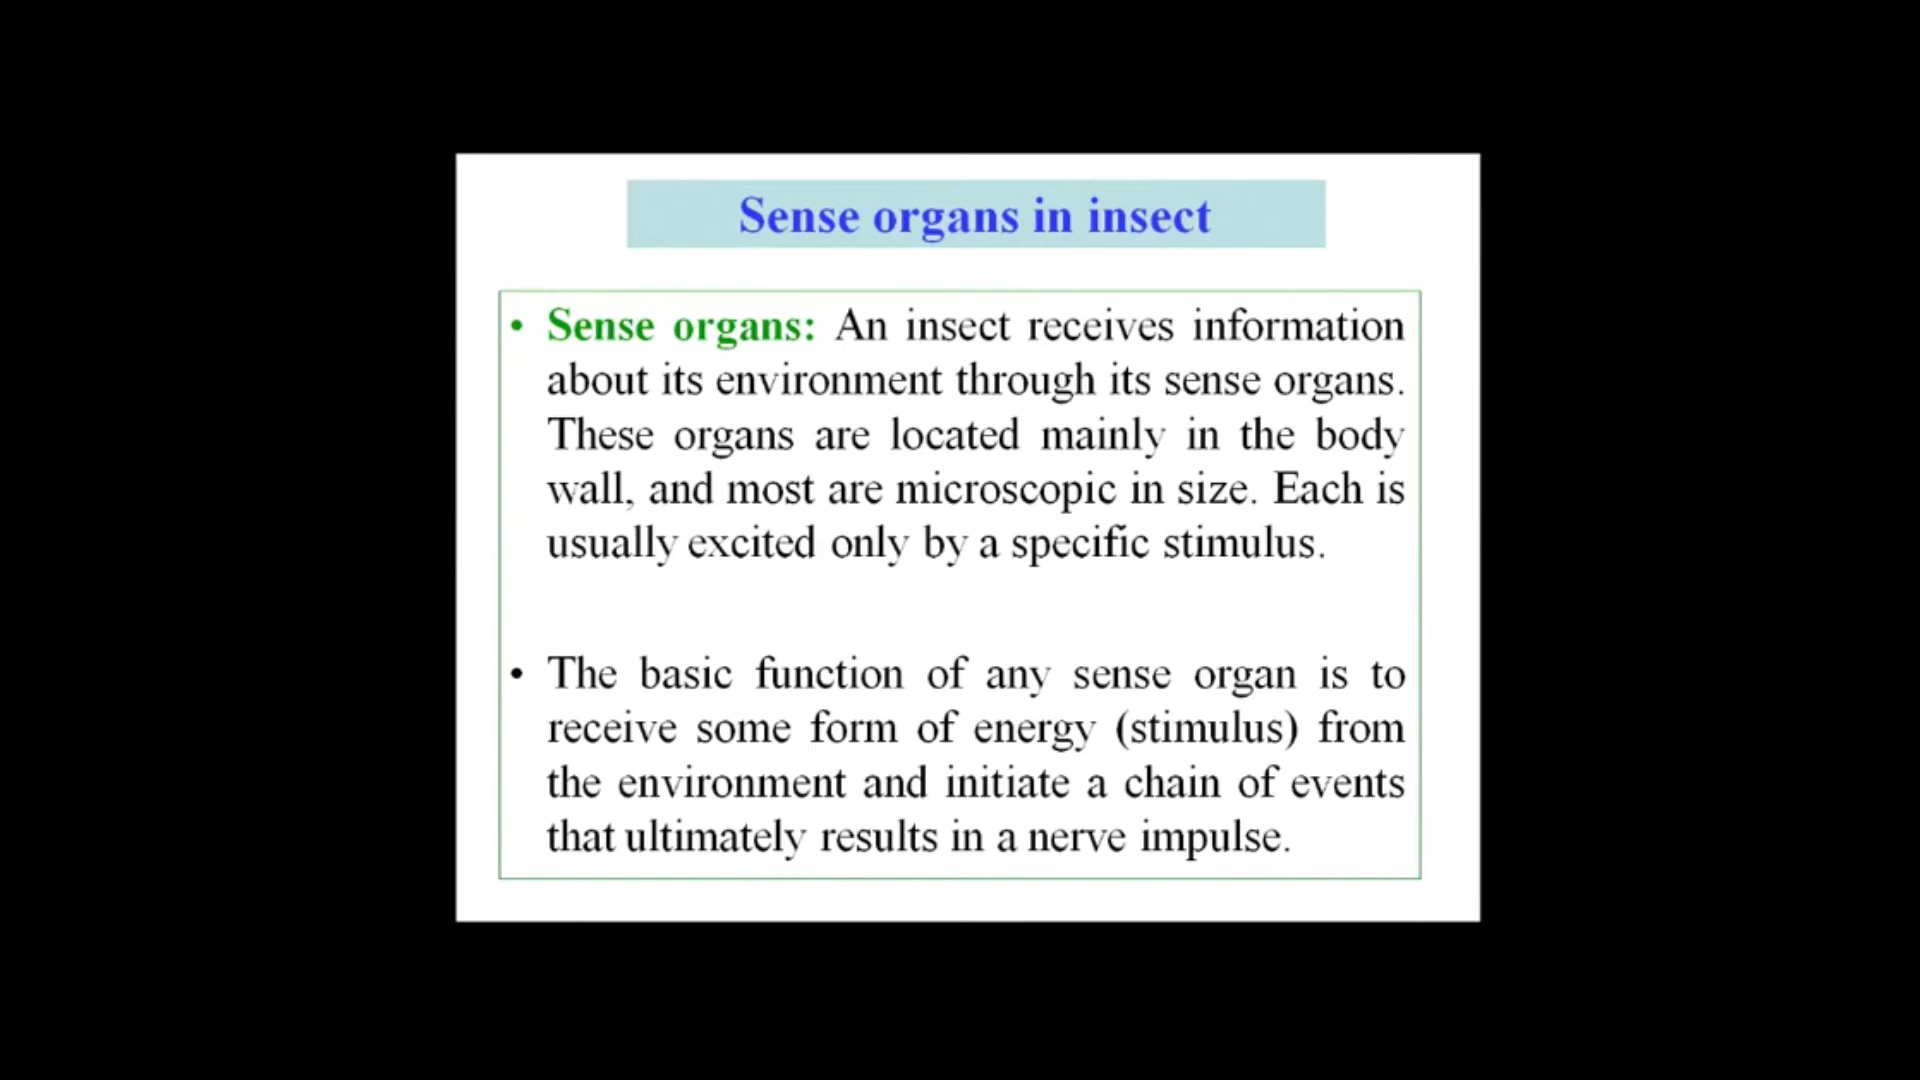 Sense organs in insect
• Sense organs: An insect receives information
about its environment through its sense organs.
These organs are located mainly in the body
wall, and most are microscopic in size. Each is
usually excited only by a specific stimulus.
• The basic function of any sense organ is to
receive some form of energy (stimulus) from
the environment and initiate a chain of events
that ultimately results in a nerve impulse.